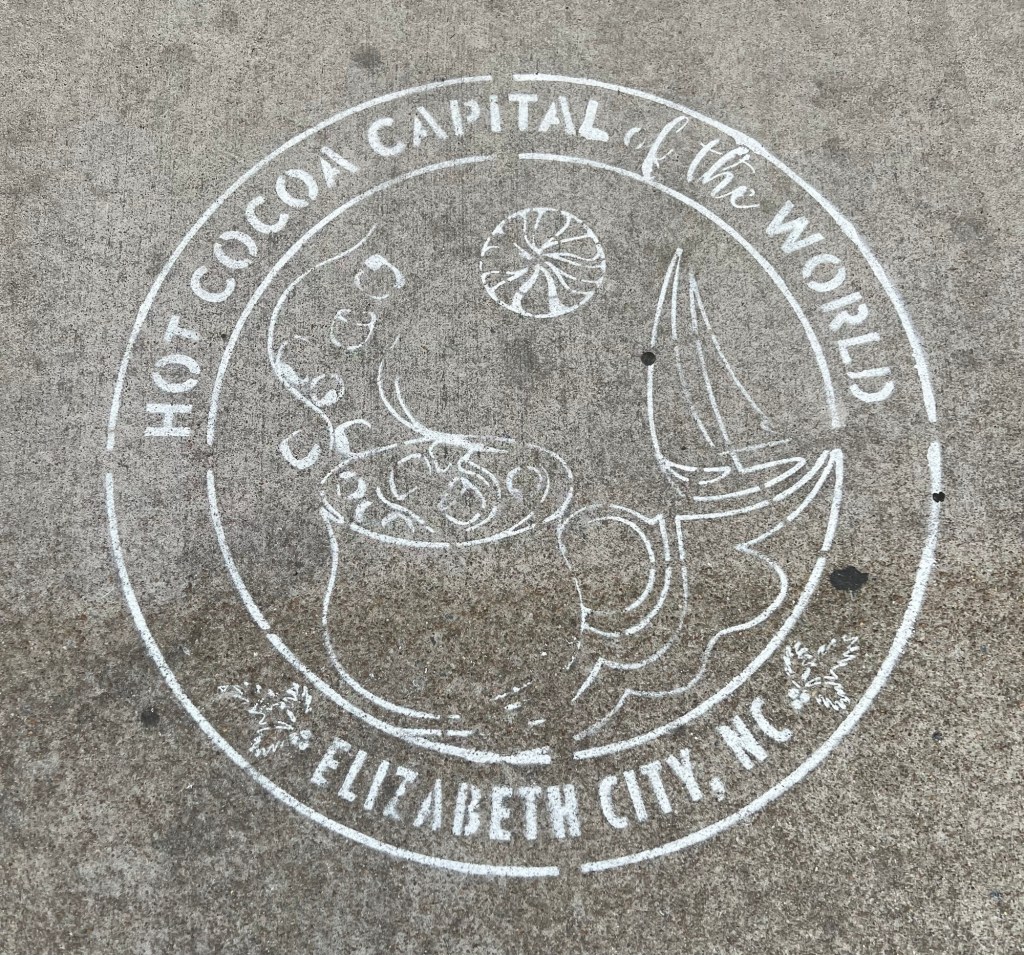 HOT COCOA CAPITAL of the WORLD
ELIZABETH CITY, NC